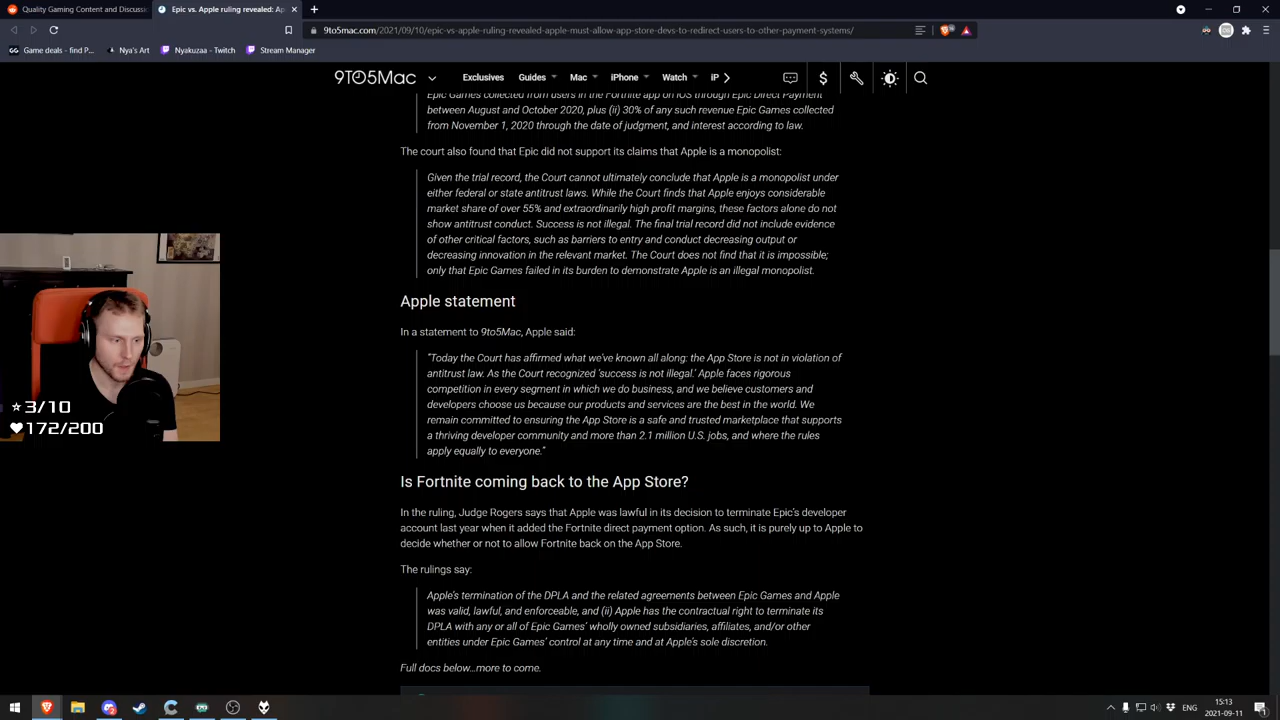 Quality Gaming Content and Discussi
Epic vs. Apple ruling revealed: A
9to5mac.com/2021/09/10/epic-vs-apple-ruling-revealed-apple-must-allow-app-store-devs-to-redirect-users-to-other-payment-systems/
Game deals - find P...
Nya's Art
Nyakuzaa - Twitch
Stream Manager
9TO5Mac
Exclusives
Guides
Mac
iPhone
Watch
iP
Epic Games collected from users in the Fortnite app on iOS through Epic Direct Payment
between August and October 2020, plus (ii) 30% of any such revenue Epic Games collected
from November 1, 2020 through the date of judgment, and interest according to law.
The court also found that Epic did not support its claims that Apple is a monopolist:
Given the trial record, the Court cannot ultimately conclude that Apple is a monopolist under
either federal or state antitrust laws. While the Court finds that Apple enjoys considerable
market share of over 55% and extraordinarily high profit margins, these factors alone do not
show antitrust conduct. Success is not illegal. The final trial record did not include evidence
of other critical factors, such as barriers to entry and conduct decreasing output or
decreasing innovation in the relevant market. The Court does not find that it is impossible;
only that Epic Games failed in its burden to demonstrate Apple is an illegal monopolist.
Apple statement
In a statement to 9to5Mac, Apple said:
“Today the Court has affirmed what we’ve known all along: the App Store is not in violation of
antitrust law. As the Court recognized ‘success is not illegal.’ Apple faces rigorous
competition in every segment in which we do business, and we believe customers and
developers choose us because our products and services are the best in the world. We
remain committed to ensuring the App Store is a safe and trusted marketplace that supports
a thriving developer community and more than 2.1 million U.S. jobs, and where the rules
apply equally to everyone.”
3/10
172/200
Is Fortnite coming back to the App Store?
In the ruling, Judge Rogers says that Apple was lawful in its decision to terminate Epic’s developer
account last year when it added the Fortnite direct payment option. As such, it is purely up to Apple to
decide whether or not to allow Fortnite back on the App Store.
The rulings say:
Apple’s termination of the DPLA and the related agreements between Epic Games and Apple
was valid, lawful, and enforceable, and (ii) Apple has the contractual right to terminate its
DPLA with any or all of Epic Games’ wholly owned subsidiaries, affiliates, and/or other
entities under Epic Games’ control at any time and at Apple’s sole discretion.
Full docs below...more to come.
ENG
15:13
2021-09-11